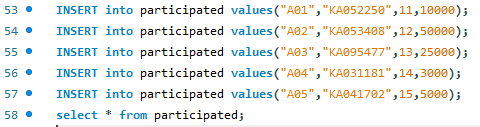 53 INSERT into participated values("A01","KA052250",11,10000);
54 INSERT into participated values("A02","KA053408",12,50000);
55 INSERT into participated values("A03","KA095477",13,25000);
56 INSERT into participated values("A04","KA031181",14,3000);
57 INSERT into participated values("A05","KA041702",15,5000);
58 select * from participated;